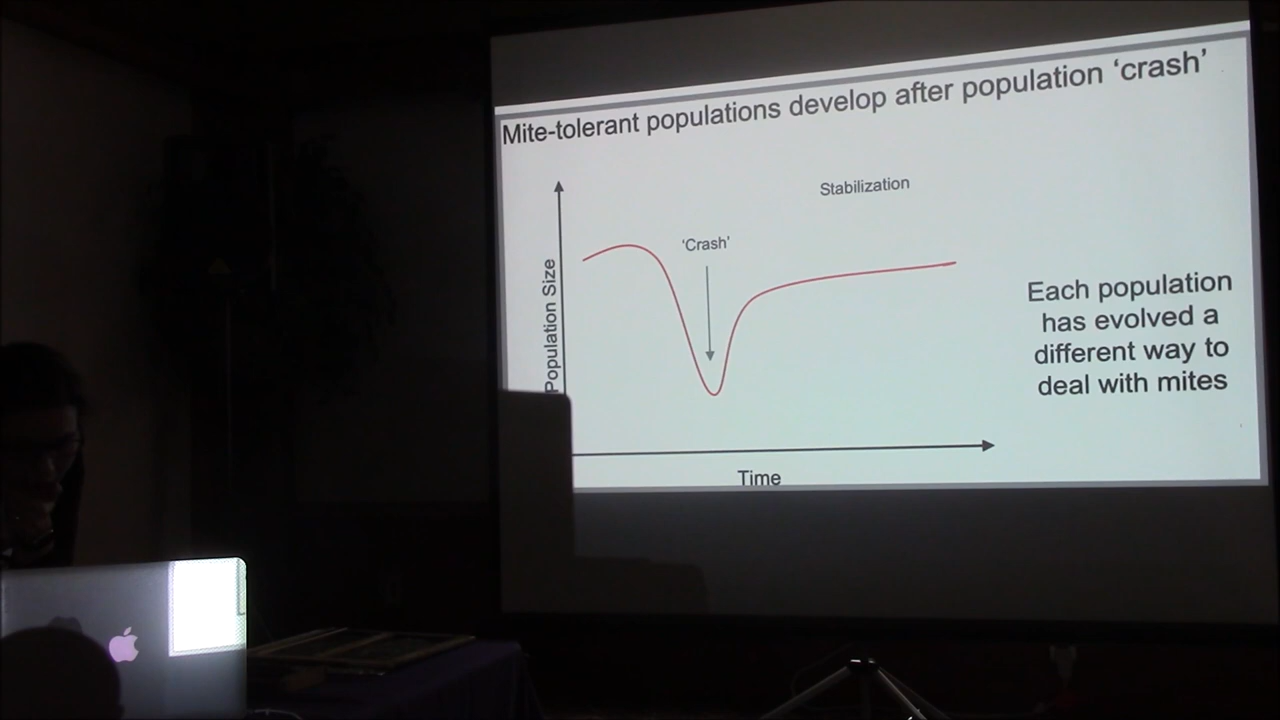 Mite-tolerant populations develop after population ‘crash’
Stabilization
‘Crash’
Population Size
Each population
has evolved a
different way to
deal with mites
Time